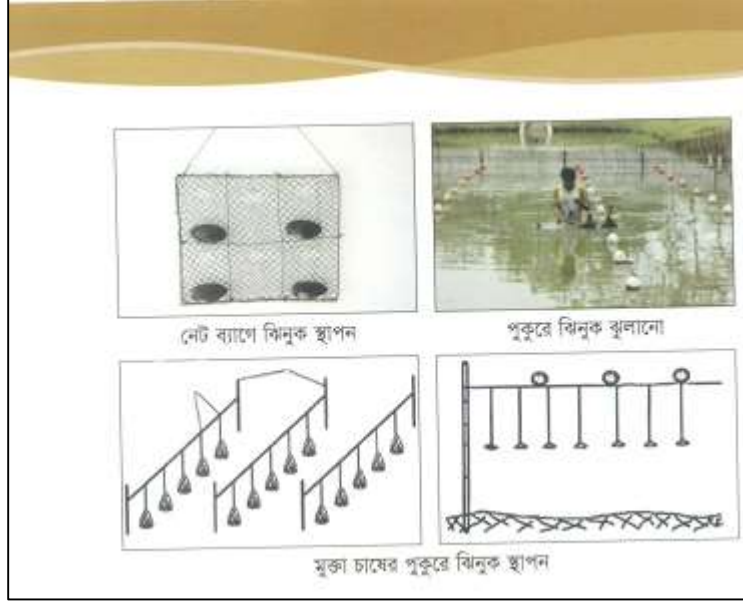 নেট ব্যাগে ঝিনুক স্থাপন
পুকুরে ঝিনুক ঝুলানো
মুক্তা চাষের পুকুরে ঝিনুক স্থাপন